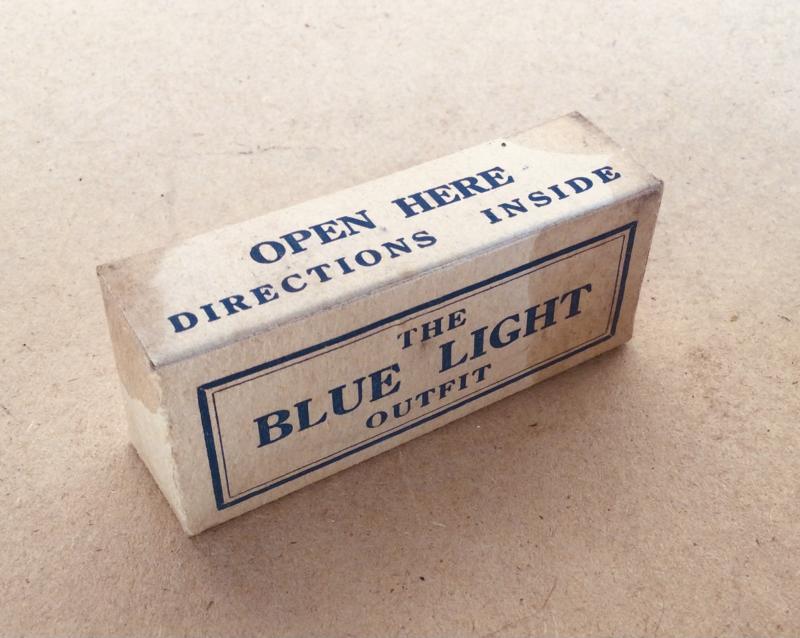 OPEN HERE
DIRECTIONS INSIDE
THE
BLUE LIGHT
OUTFIT